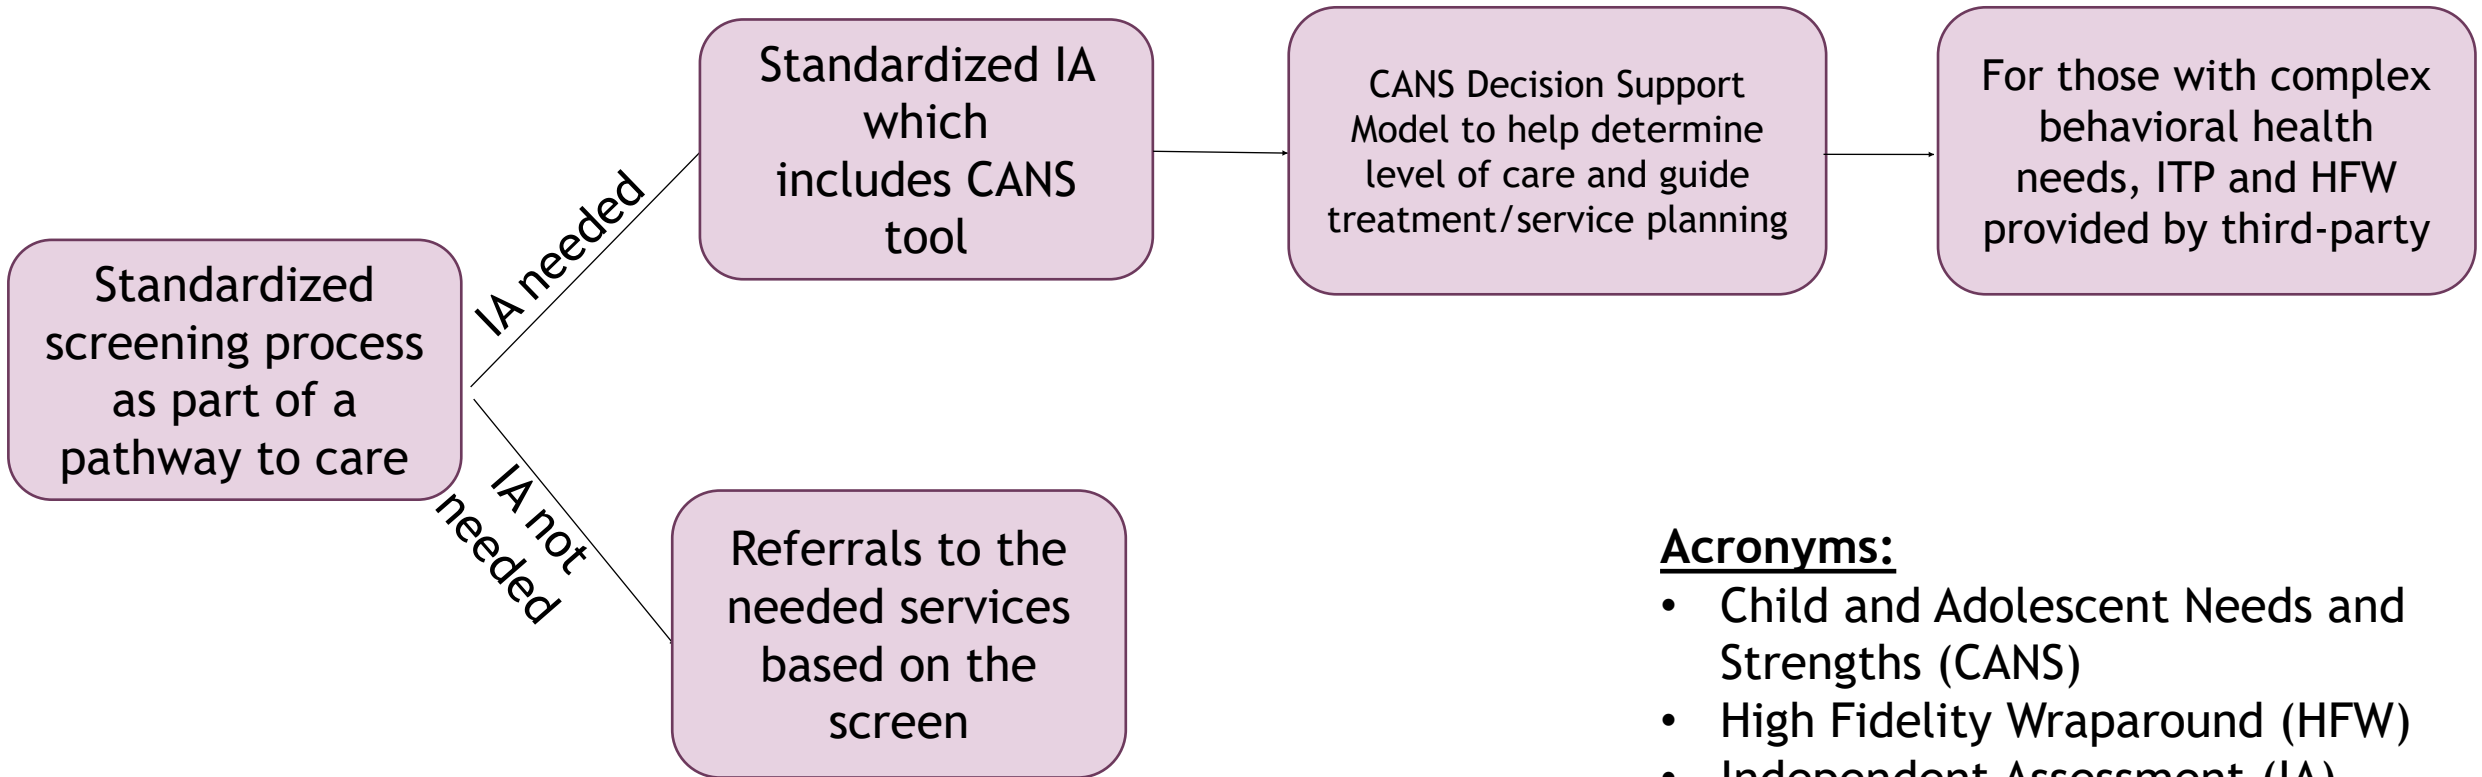 Standardized
screening process
as part of a
pathway to care
IA needed
Standardized IA
which
includes CANS
tool
CANS Decision Support
Model to help determine
level of care and guide
treatment/service planning
For those with complex
behavioral health
needs, ITP and HFW
provided by third-party
IA not
needed
Referrals to the
needed services
based on the
screen
Acronyms:
• Child and Adolescent Needs and
Strengths (CANS)
• High Fidelity Wraparound (HFW)
• Independent Assessment (IA)